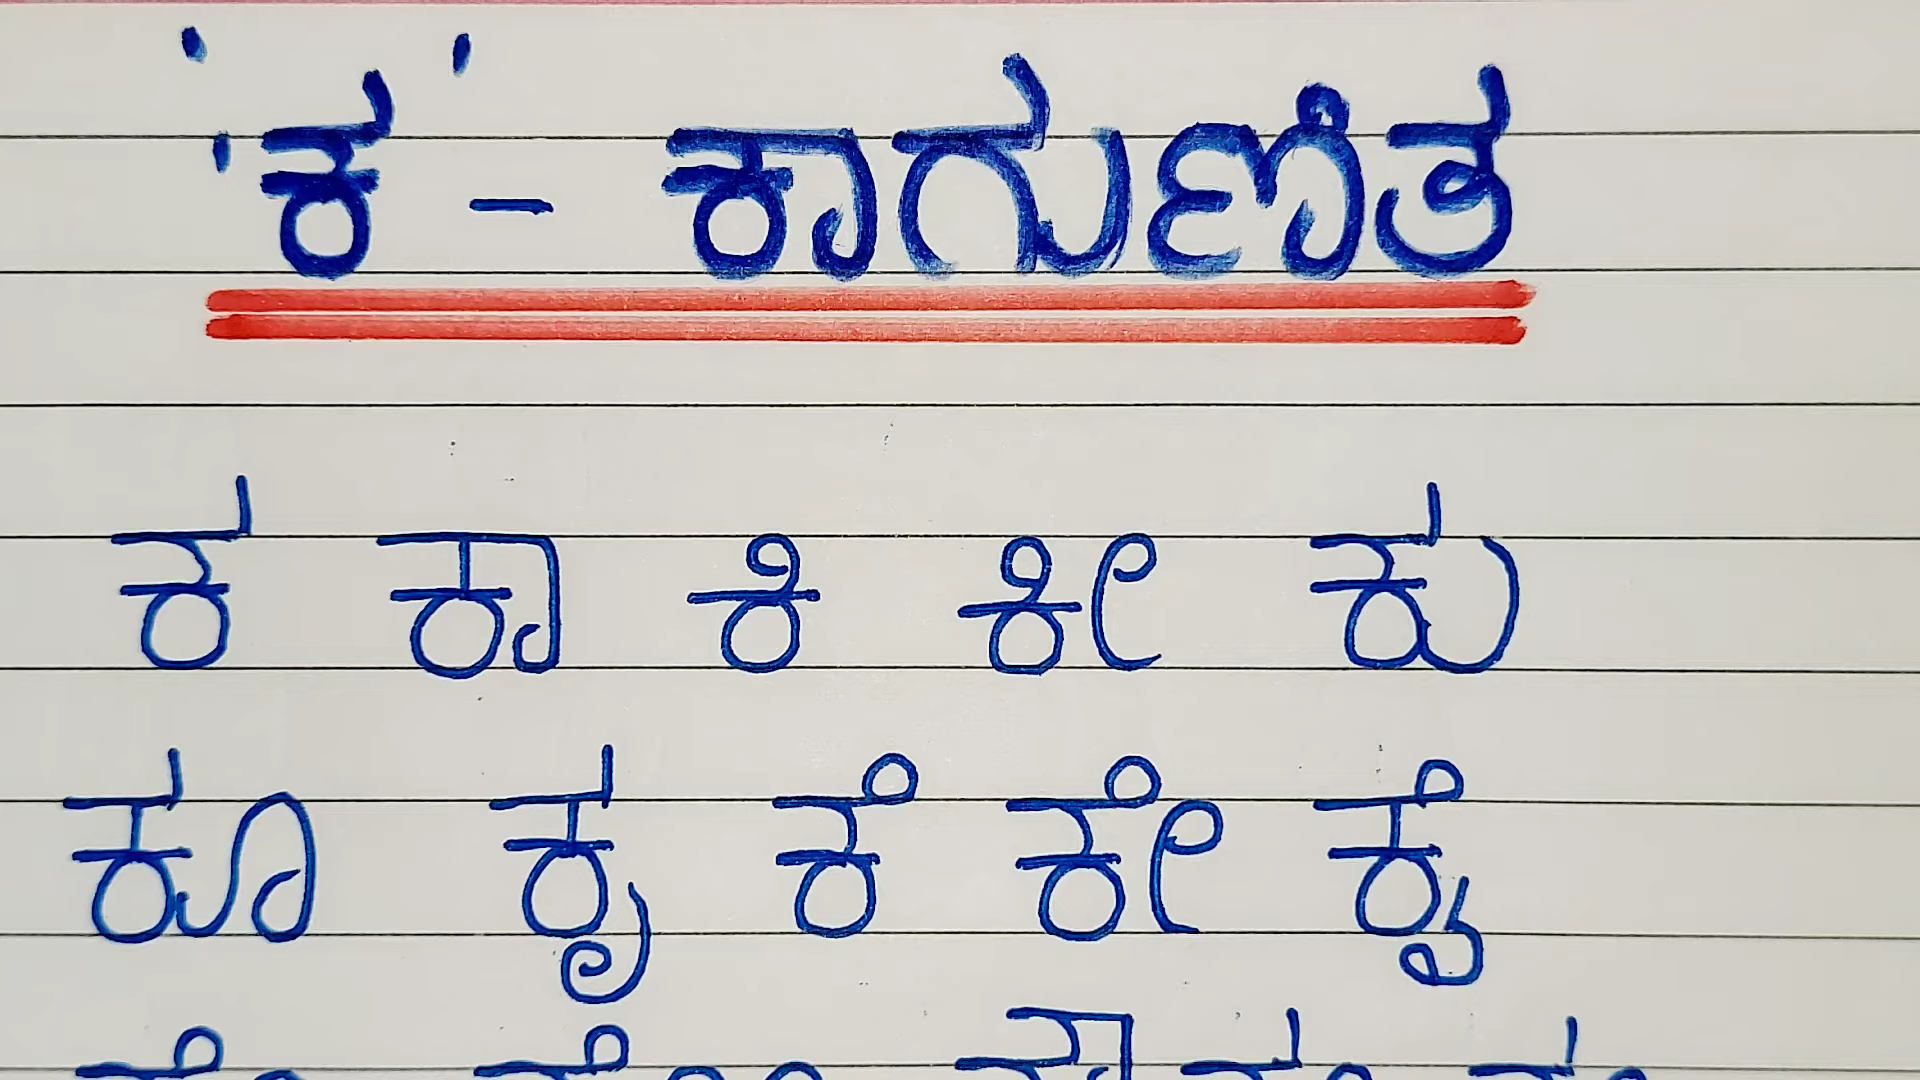 'ಕ' - ಕಾಗುಣಿತ
ಕ ಕಾ ಕಿ ಕೀ ಕು
ಕೂ ಕೃ ಕೆ ಕೇ ಕೈ